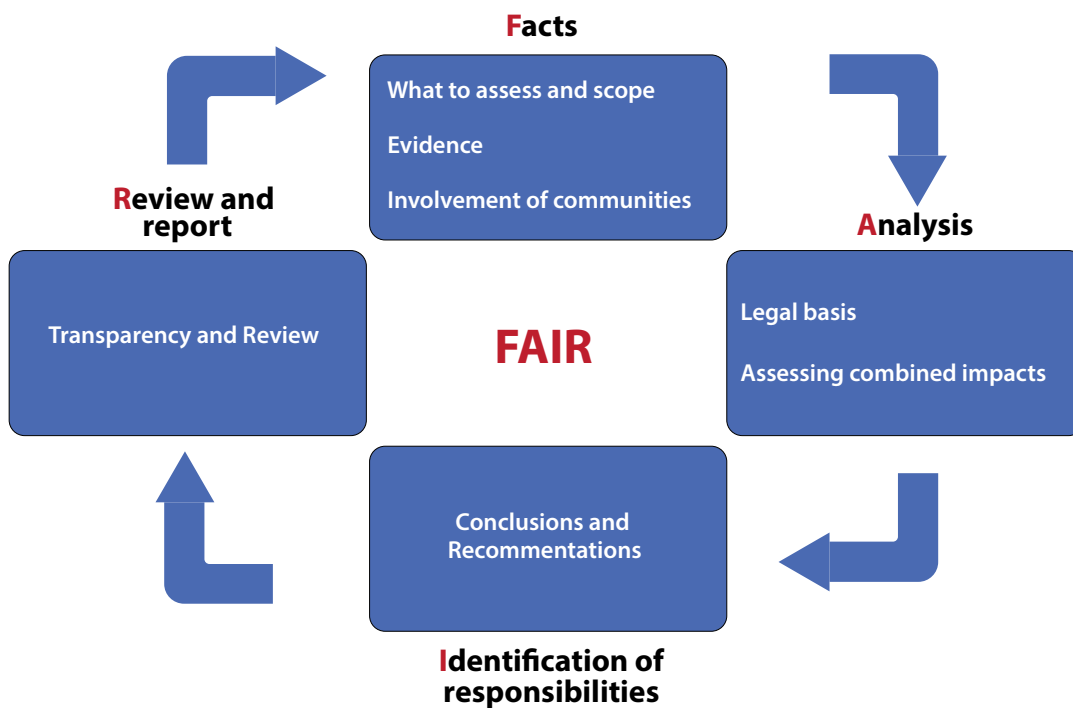 Facts
What to assess and scope
Evidence
Involvement of communities
Analysis
Legal basis
Assessing combined impacts
Identification of
responsibilities
Conclusions and
Recommentations
Review and
report
Transparency and Review
FAIR